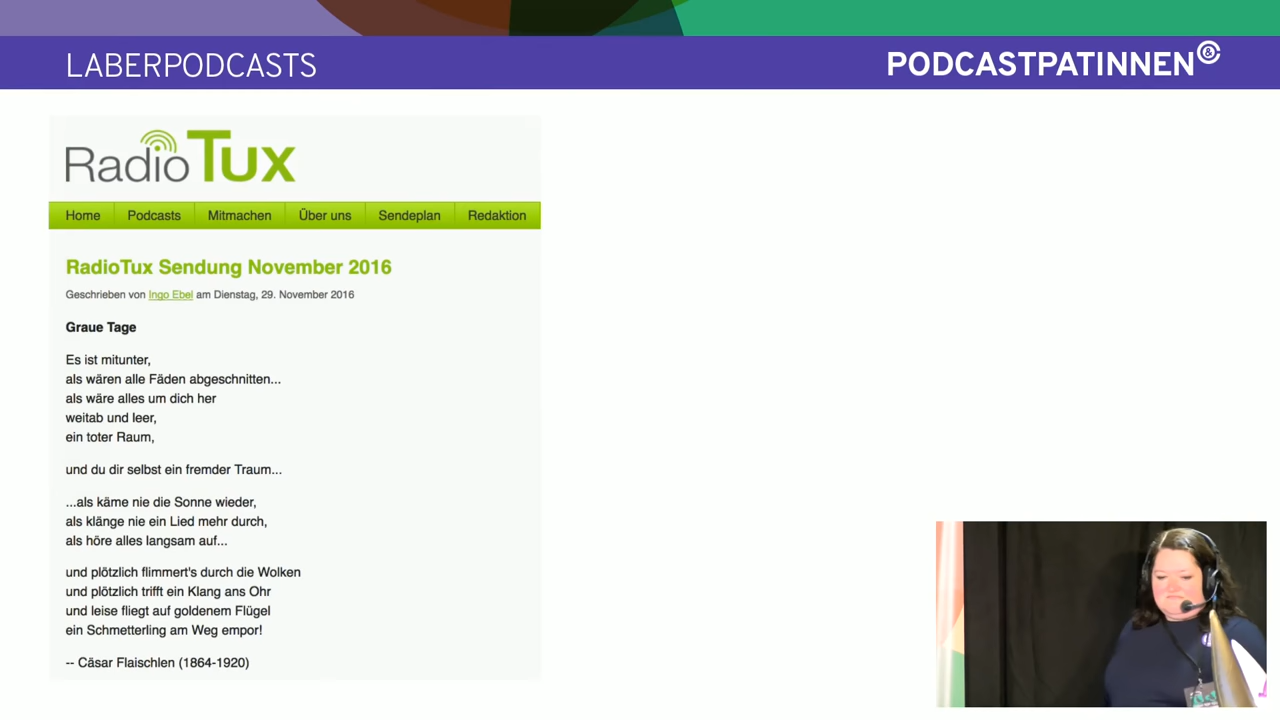 LABERPODCASTS
PODCASTPATINNEN&
RadioTux
Home Podcasts Mitmachen Über uns Sendeplan Redaktion
RadioTux Sendung November 2016
Geschrieben von Ingo Ebel am Dienstag, 29. November 2016
Graue Tage
Es ist mitunter,
als wären alle Fäden abgeschnitten...
als wäre alles um dich her
weitab und leer,
ein toter Raum,
und du dir selbst ein fremder Traum...
...als käme nie die Sonne wieder,
als klänge nie ein Lied mehr durch,
als höre alles langsam auf...
und plötzlich flimmert's durch die Wolken
und plötzlich trifft ein Klang ans Ohr
und leise fliegt auf goldenem Flügel
ein Schmetterling am Weg empor!
-- Cäsar Flaischlen (1864-1920)